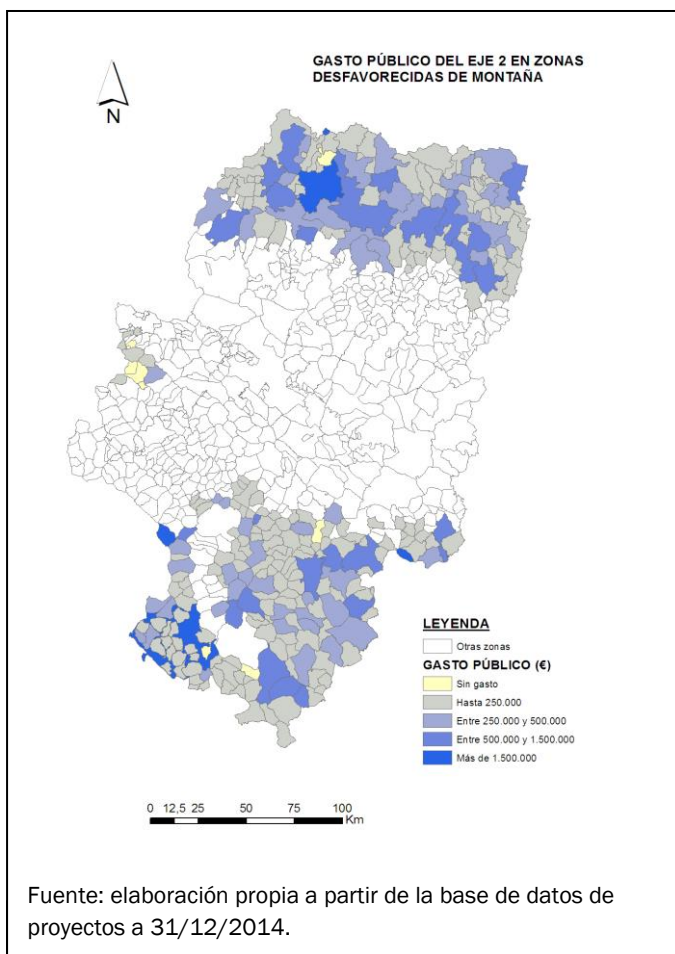 GASTO PÚBLICO DEL EJE 2 EN ZONAS
DESFAVORECIDAS DE MONTAÑA
N
LEYENDA
Otras zonas
GASTO PÚBLICO (€)
Sin gasto
Hasta 250.000
Entre 250.000 y 500.000
Entre 500.000 y 1.500.000
Más de 1.500.000
0 12,5 25 50 75 100
Km
Fuente: elaboración propia a partir de la base de datos de
proyectos a 31/12/2014.